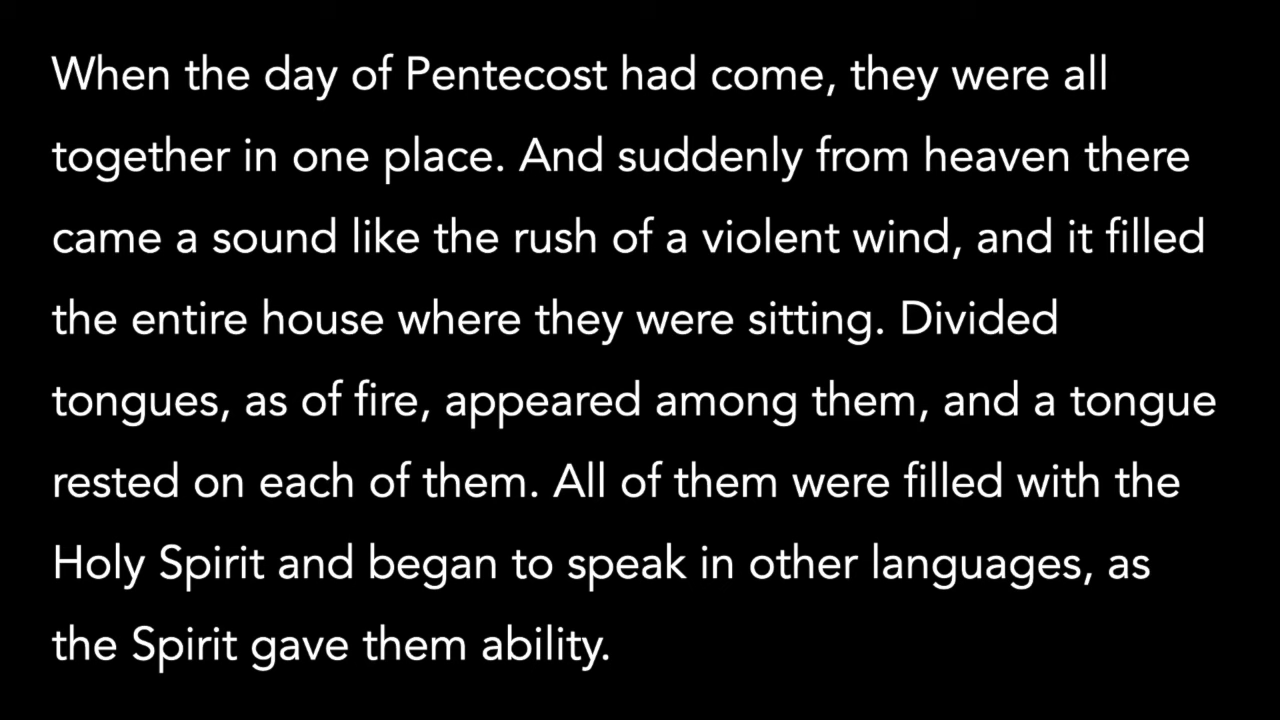 When the day of Pentecost had come, they were all
together in one place. And suddenly from heaven there
came a sound like the rush of a violent wind, and it filled
the entire house where they were sitting. Divided
tongues, as of fire, appeared among them, and a tongue
rested on each of them. All of them were filled with the
Holy Spirit and began to speak in other languages, as
the Spirit gave them ability.